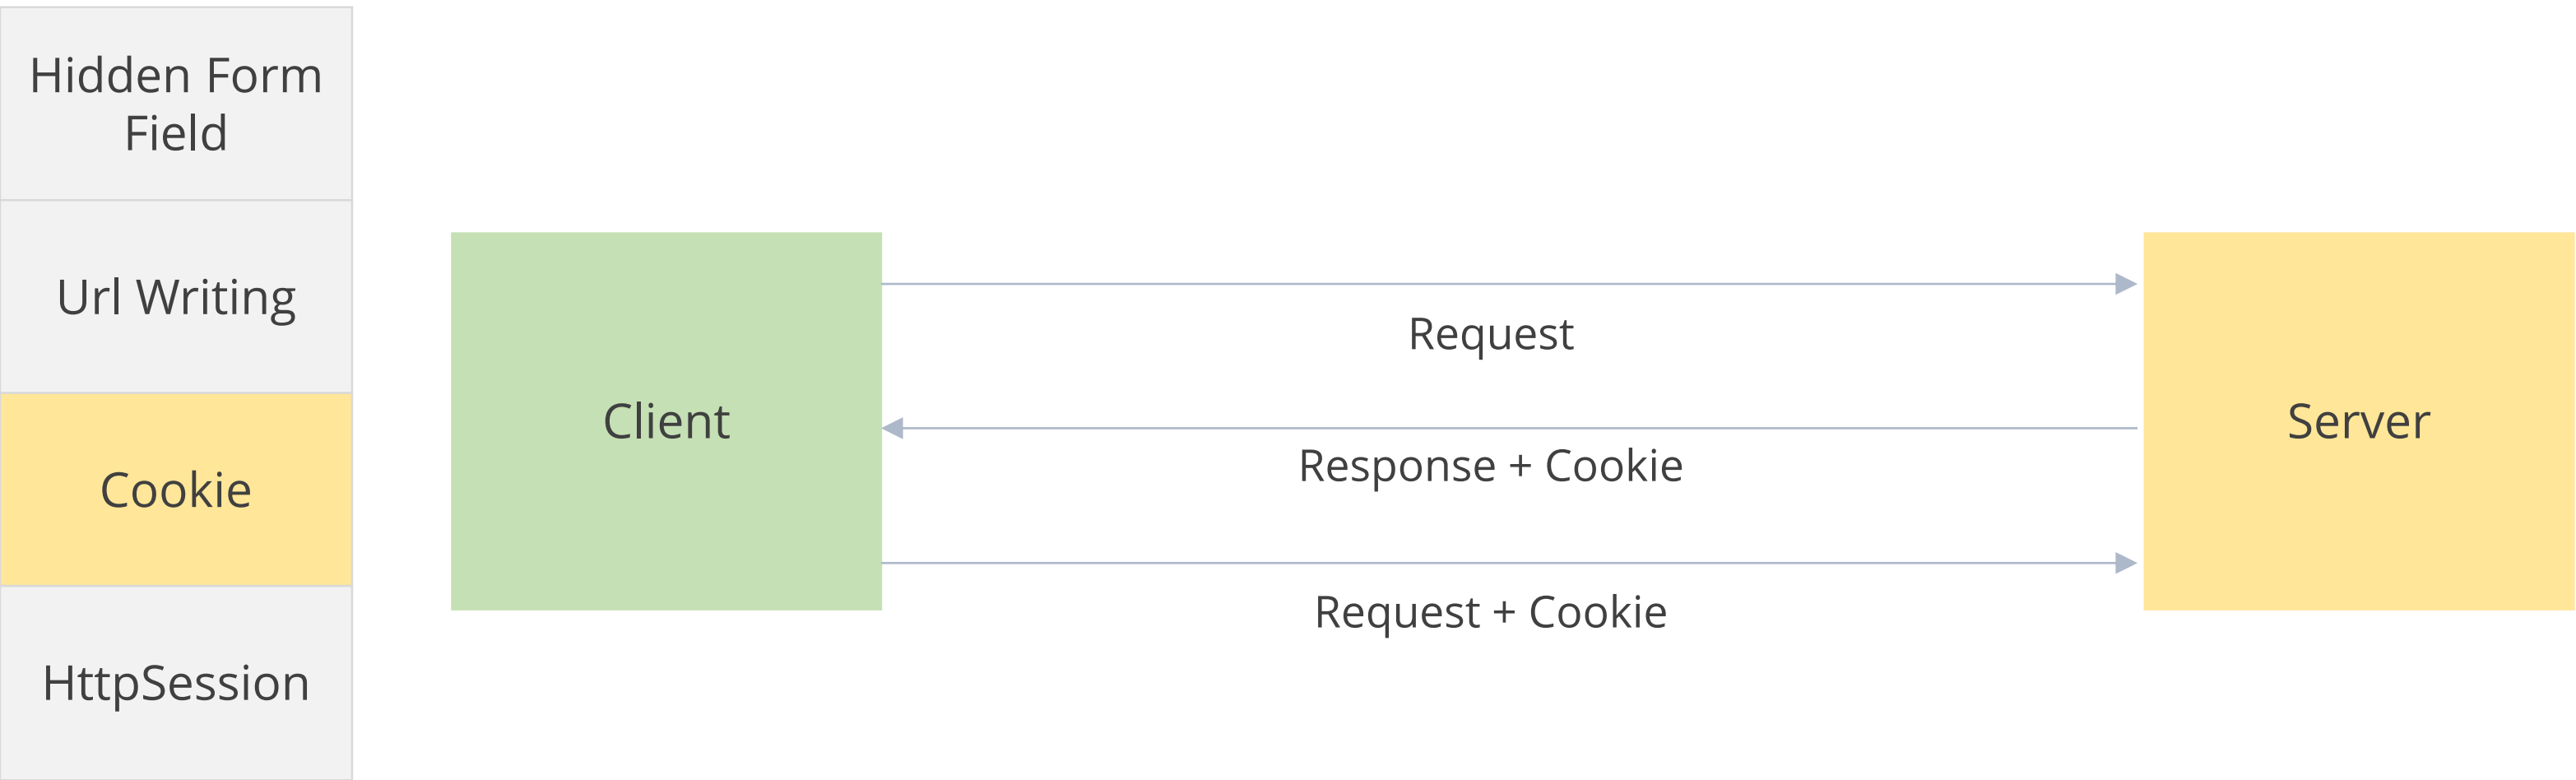 Hidden Form
Field
Url Writing
Cookie
HttpSession
Client
Request
Response + Cookie
Request + Cookie
Server